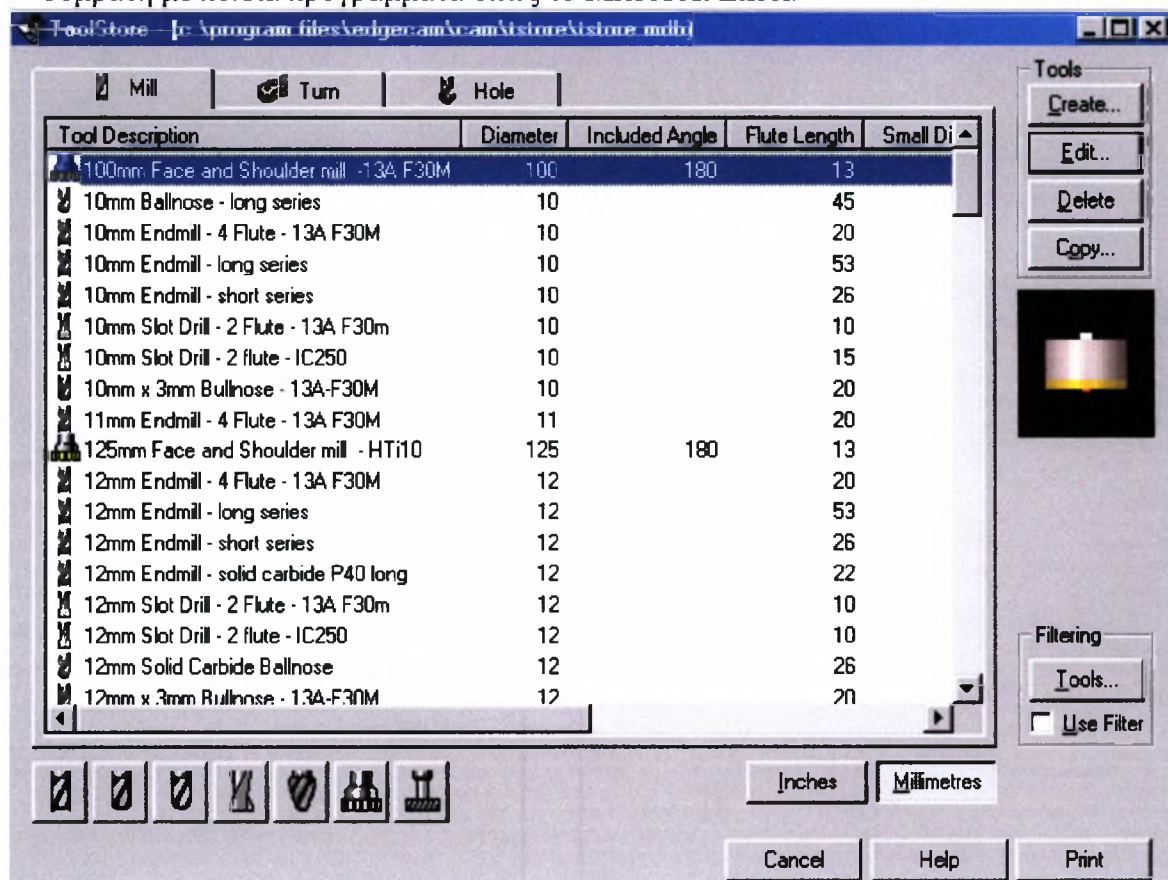 ToolStore - [c:\program files\edgecam\cam\tstore\tstore.mdb]
Mill Turn Hole
Tool Description Diameter Included Angle Flute Length Small Di
100mm Face and Shoulder mill -13A F30M 100 180 13
10mm Ballnose - long series 10 45
10mm Endmill - 4 Flute - 13A F30M 10 20
10mm Endmill - long series 10 53
10mm Endmill - short series 10 26
10mm Slot Drill - 2 Flute - 13A F30m 10 10
10mm Slot Drill - 2 flute - IC250 10 15
10mm x 3mm Bullnose - 13A-F30M 10 20
11mm Endmill - 4 Flute - 13A F30M 11 20
125mm Face and Shoulder mill - HTi10 125 180 13
12mm Endmill - 4 Flute - 13A F30M 12 20
12mm Endmill - long series 12 53
12mm Endmill - short series 12 26
12mm Endmill - solid carbide P40 long 12 22
12mm Slot Drill - 2 Flute - 13A F30m 12 10
12mm Slot Drill - 2 flute - IC250 12 10
12mm Solid Carbide Ballnose 12 26
12mm x 3mm Bullnose - 13A-F30M 12 20
Tools
Create...
Edit...
Delete
Copy...
Filtering
Tools...
Use Filter
Inches Millimetres
Cancel Help Print